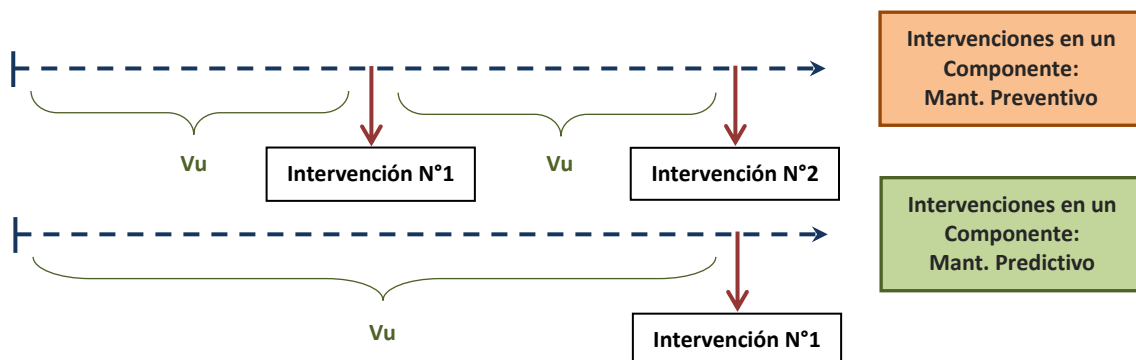 Intervenciones en un
Componente:
Mant. Preventivo
Vu
Vu
Intervención N°1
Intervención N°2
Intervenciones en un
Componente:
Mant. Predictivo
Vu
Intervención N°1